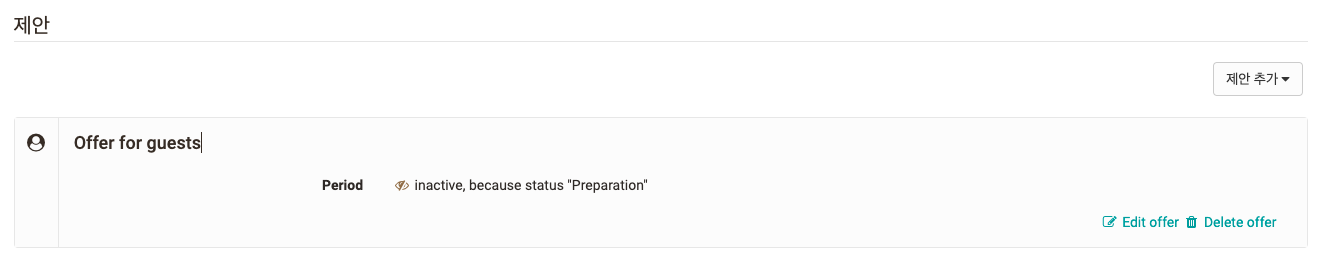 제안
제안 추가
Offer for guests
Period inactive, because status "Preparation"
Edit offer Delete offer